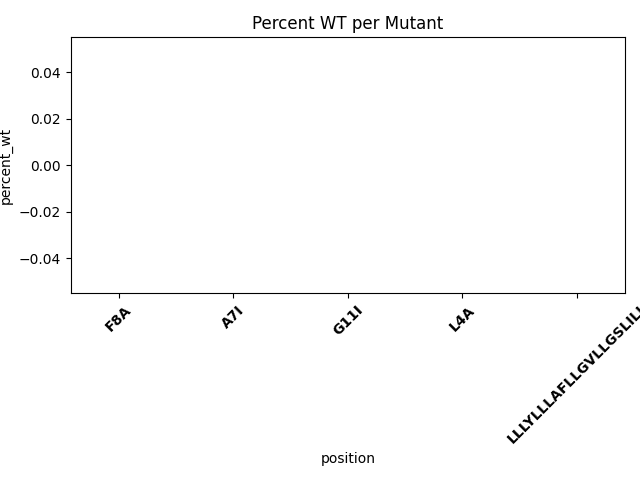 Percent WT per Mutant
percent_wt
0.04
0.02
0.00
−0.02
−0.04
F8A
A7I
G11I
L4A
position